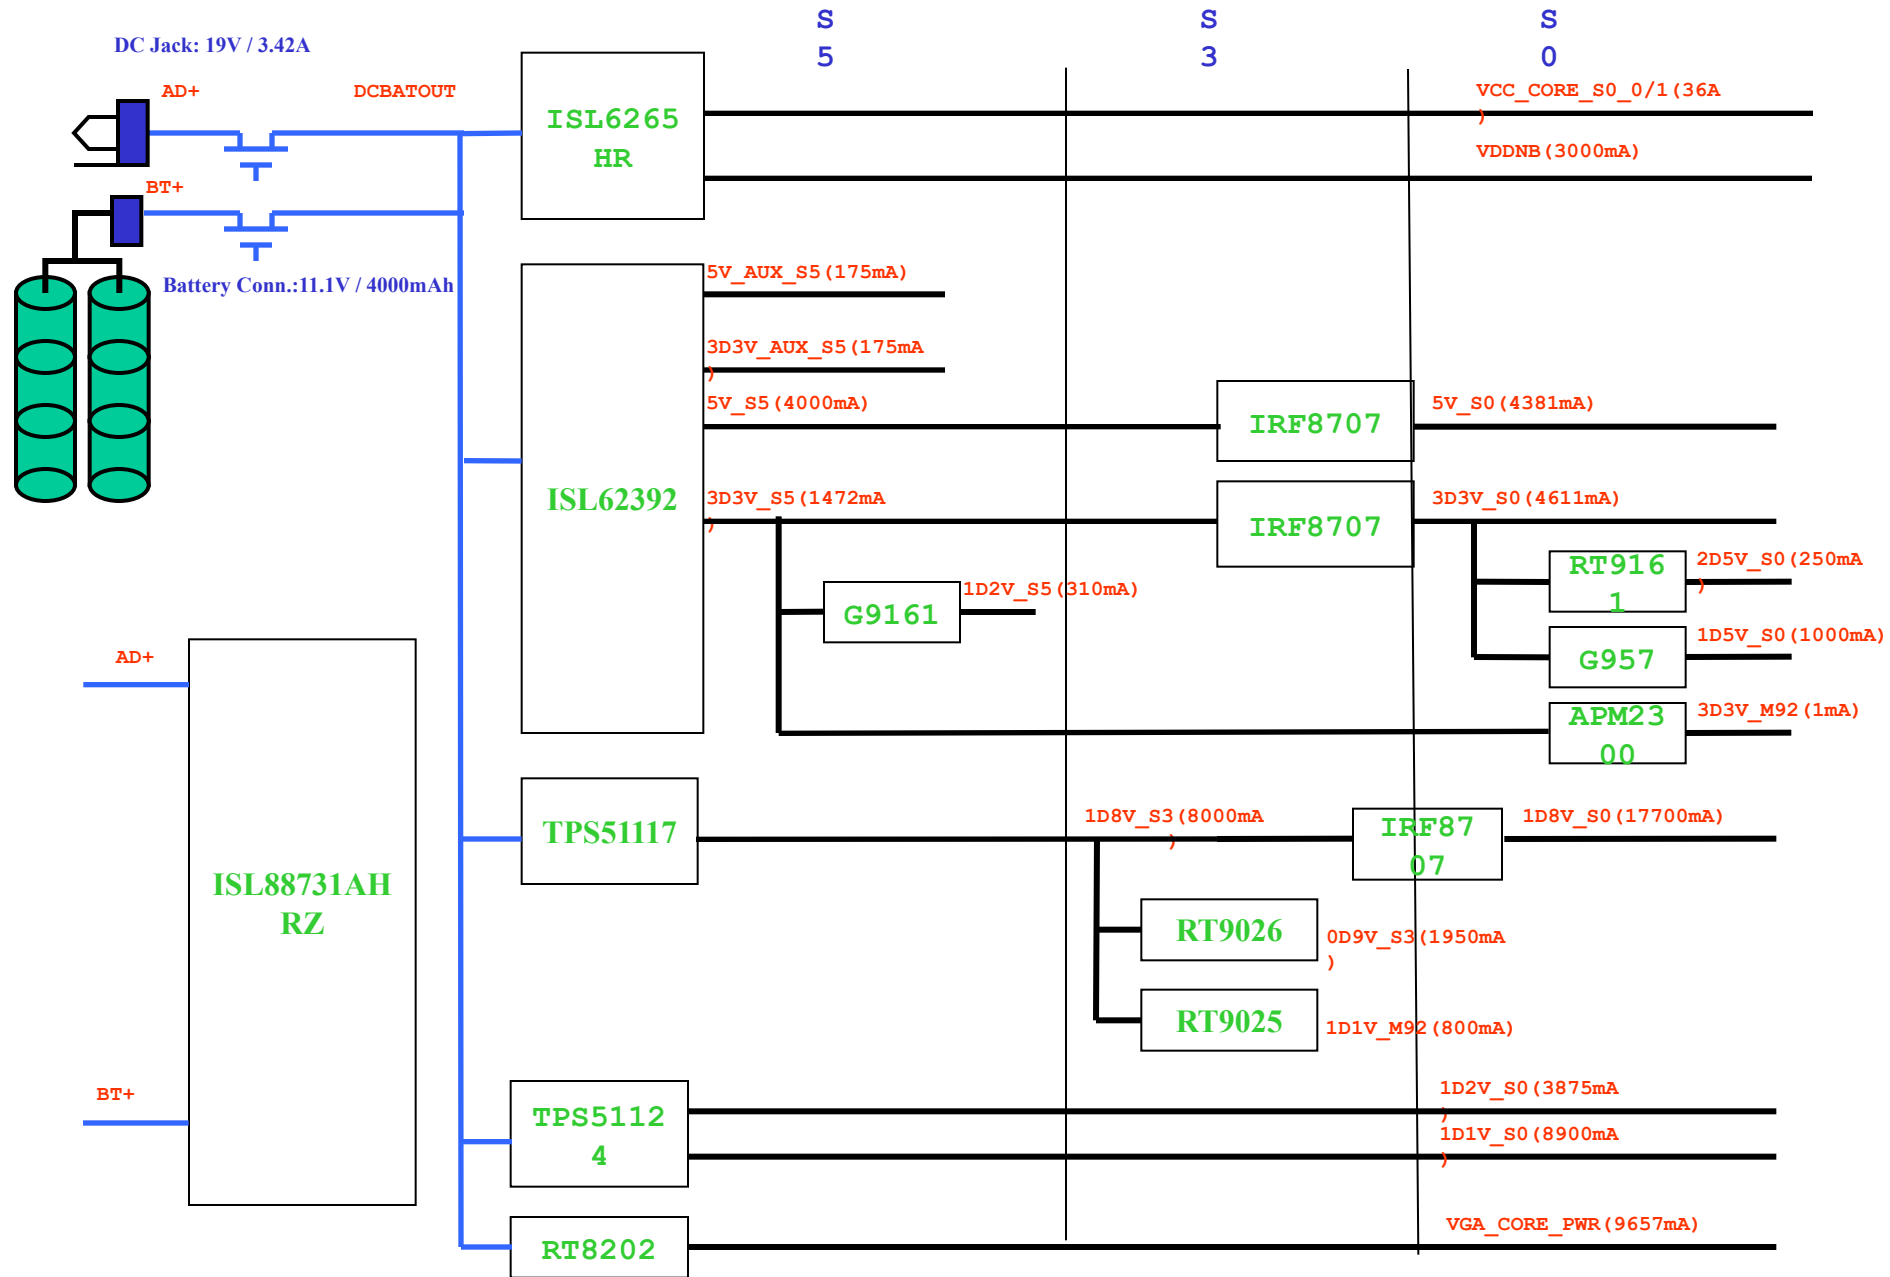 S
5
S
3
S
0
DC Jack: 19V / 3.42A
AD+
DCBATOUT
ISL6265
HR
VCC_CORE_S0_0/1(36A
)
VDDNB(3000mA)
BT+
Battery Conn.:11.1V / 4000mAh
5V_AUX_S5(175mA)
3D3V_AUX_S5(175mA
)
5V_S5(4000mA)
IRF8707
5V_S0(4381mA)
ISL62392
3D3V_S5(1472mA
)
IRF8707
3D3V_S0(4611mA)
RT916
1
2D5V_S0(250mA
)
G9161
1D2V_S5(310mA)
G957
1D5V_S0(1000mA)
APM23
00
3D3V_M92(1mA)
AD+
ISL88731AH
RZ
BT+
TPS51117
1D8V_S3(8000mA
)
IRF87
07
1D8V_S0(17700mA)
RT9026
0D9V_S3(1950mA
)
RT9025
1D1V_M92(800mA)
TPS5112
4
1D2V_S0(3875mA
)
1D1V_S0(8900mA
)
RT8202
VGA_CORE_PWR(9657mA)